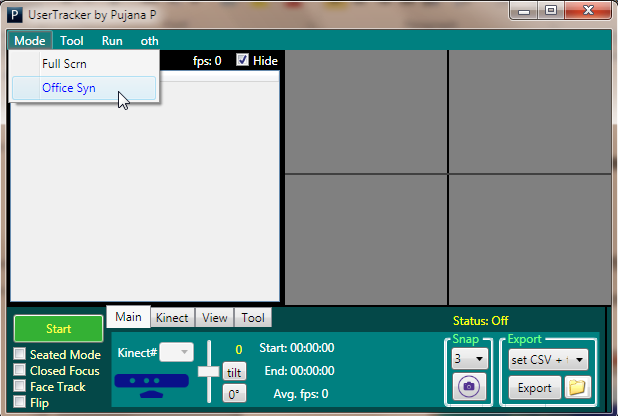 P UserTracker by Pujana P
Mode Tool Run oth
Full Scrn
fps: 0 Hide
Office Syn
Main Kinect View Tool
Status: Off
Start
Seated Mode
Closed Focus
Face Track
Flip
Kinect#
0
tilt
0°
Start: 00:00:00
End: 00:00:00
Avg. fps: 0
Snap
3
Export
set CSV +
Export